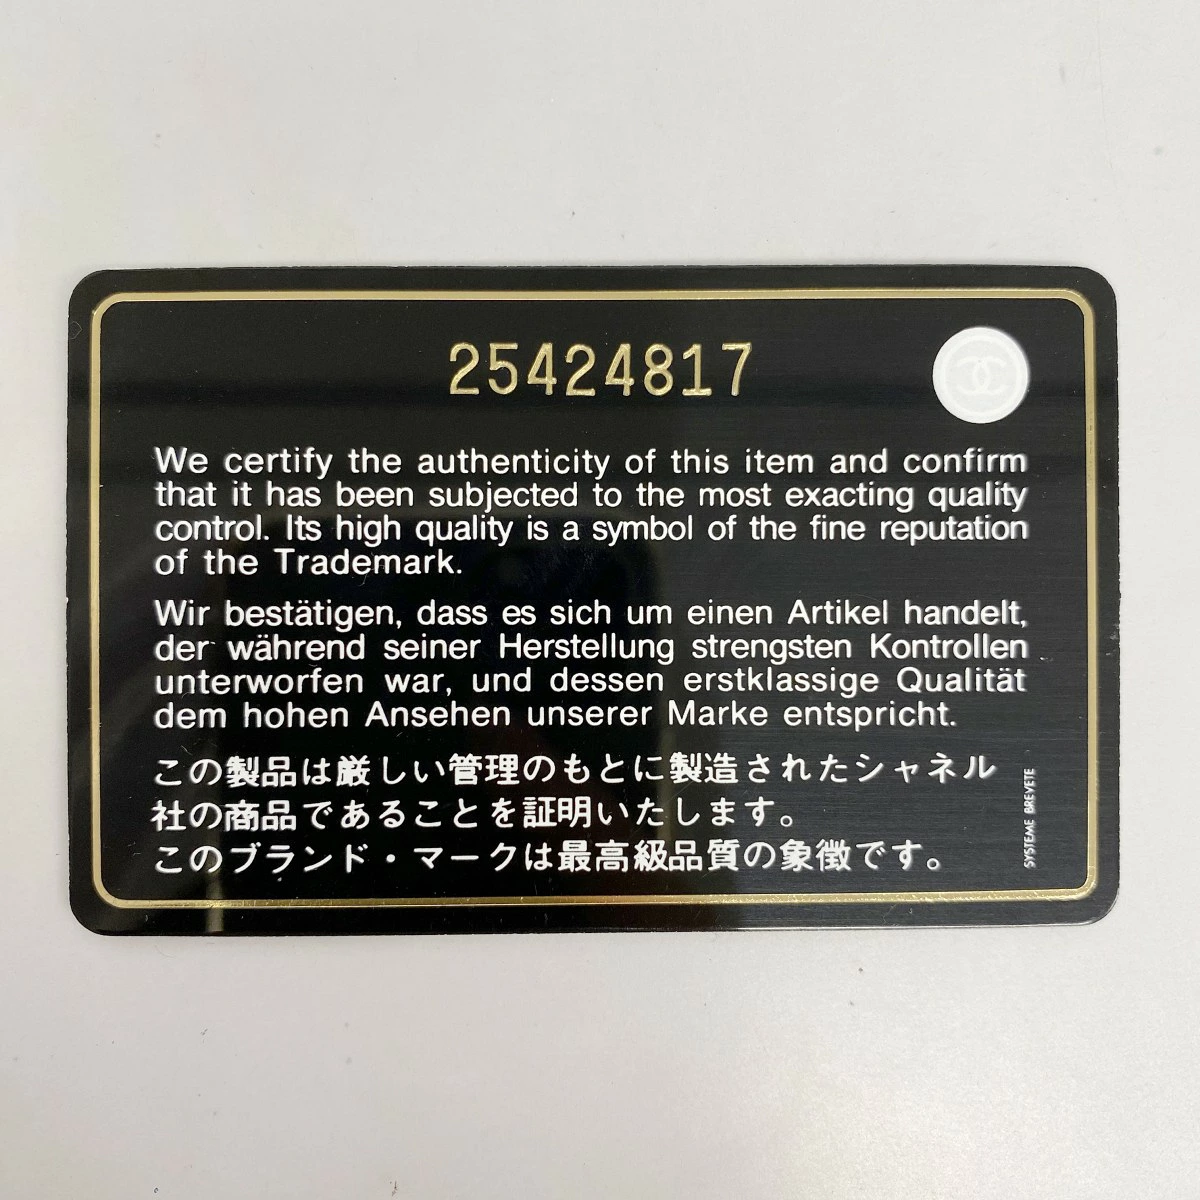 25424817
We certify the authenticity of this item and confirm
that it has been subjected to the most exacting quality
control. Its high quality is a symbol of the fine reputation
of the Trademark.
Wir bestätigen, dass es sich um einen Artikel handelt,
der während seiner Herstellung strengsten Kontrollen
unterworfen war, und dessen erstklassige Qualität
dem hohen Ansehen unserer Marke entspricht.
この製品は厳しい管理のもとに製造されたシャネル
社の商品であることを証明いたします。
このブランド・マークは最高級品質の象徴です。
SYSTEME BREVETE